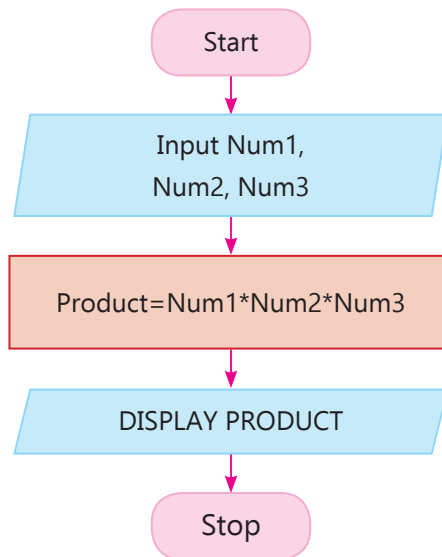 Start
Input Num1,
Num2, Num3
Product=Num1*Num2*Num3
DISPLAY PRODUCT
Stop